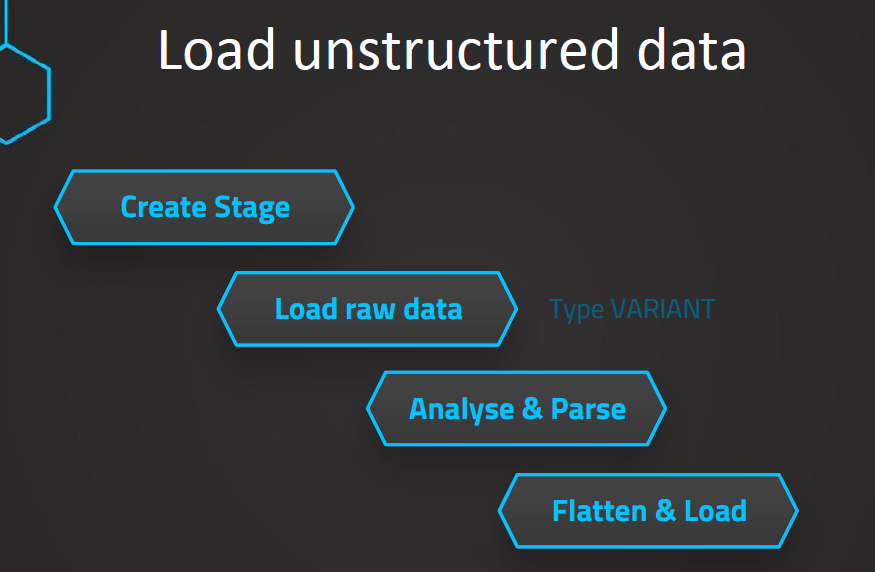 Load unstructured data
Create Stage
Load raw data
Type VARIANT
Analyse & Parse
Flatten & Load